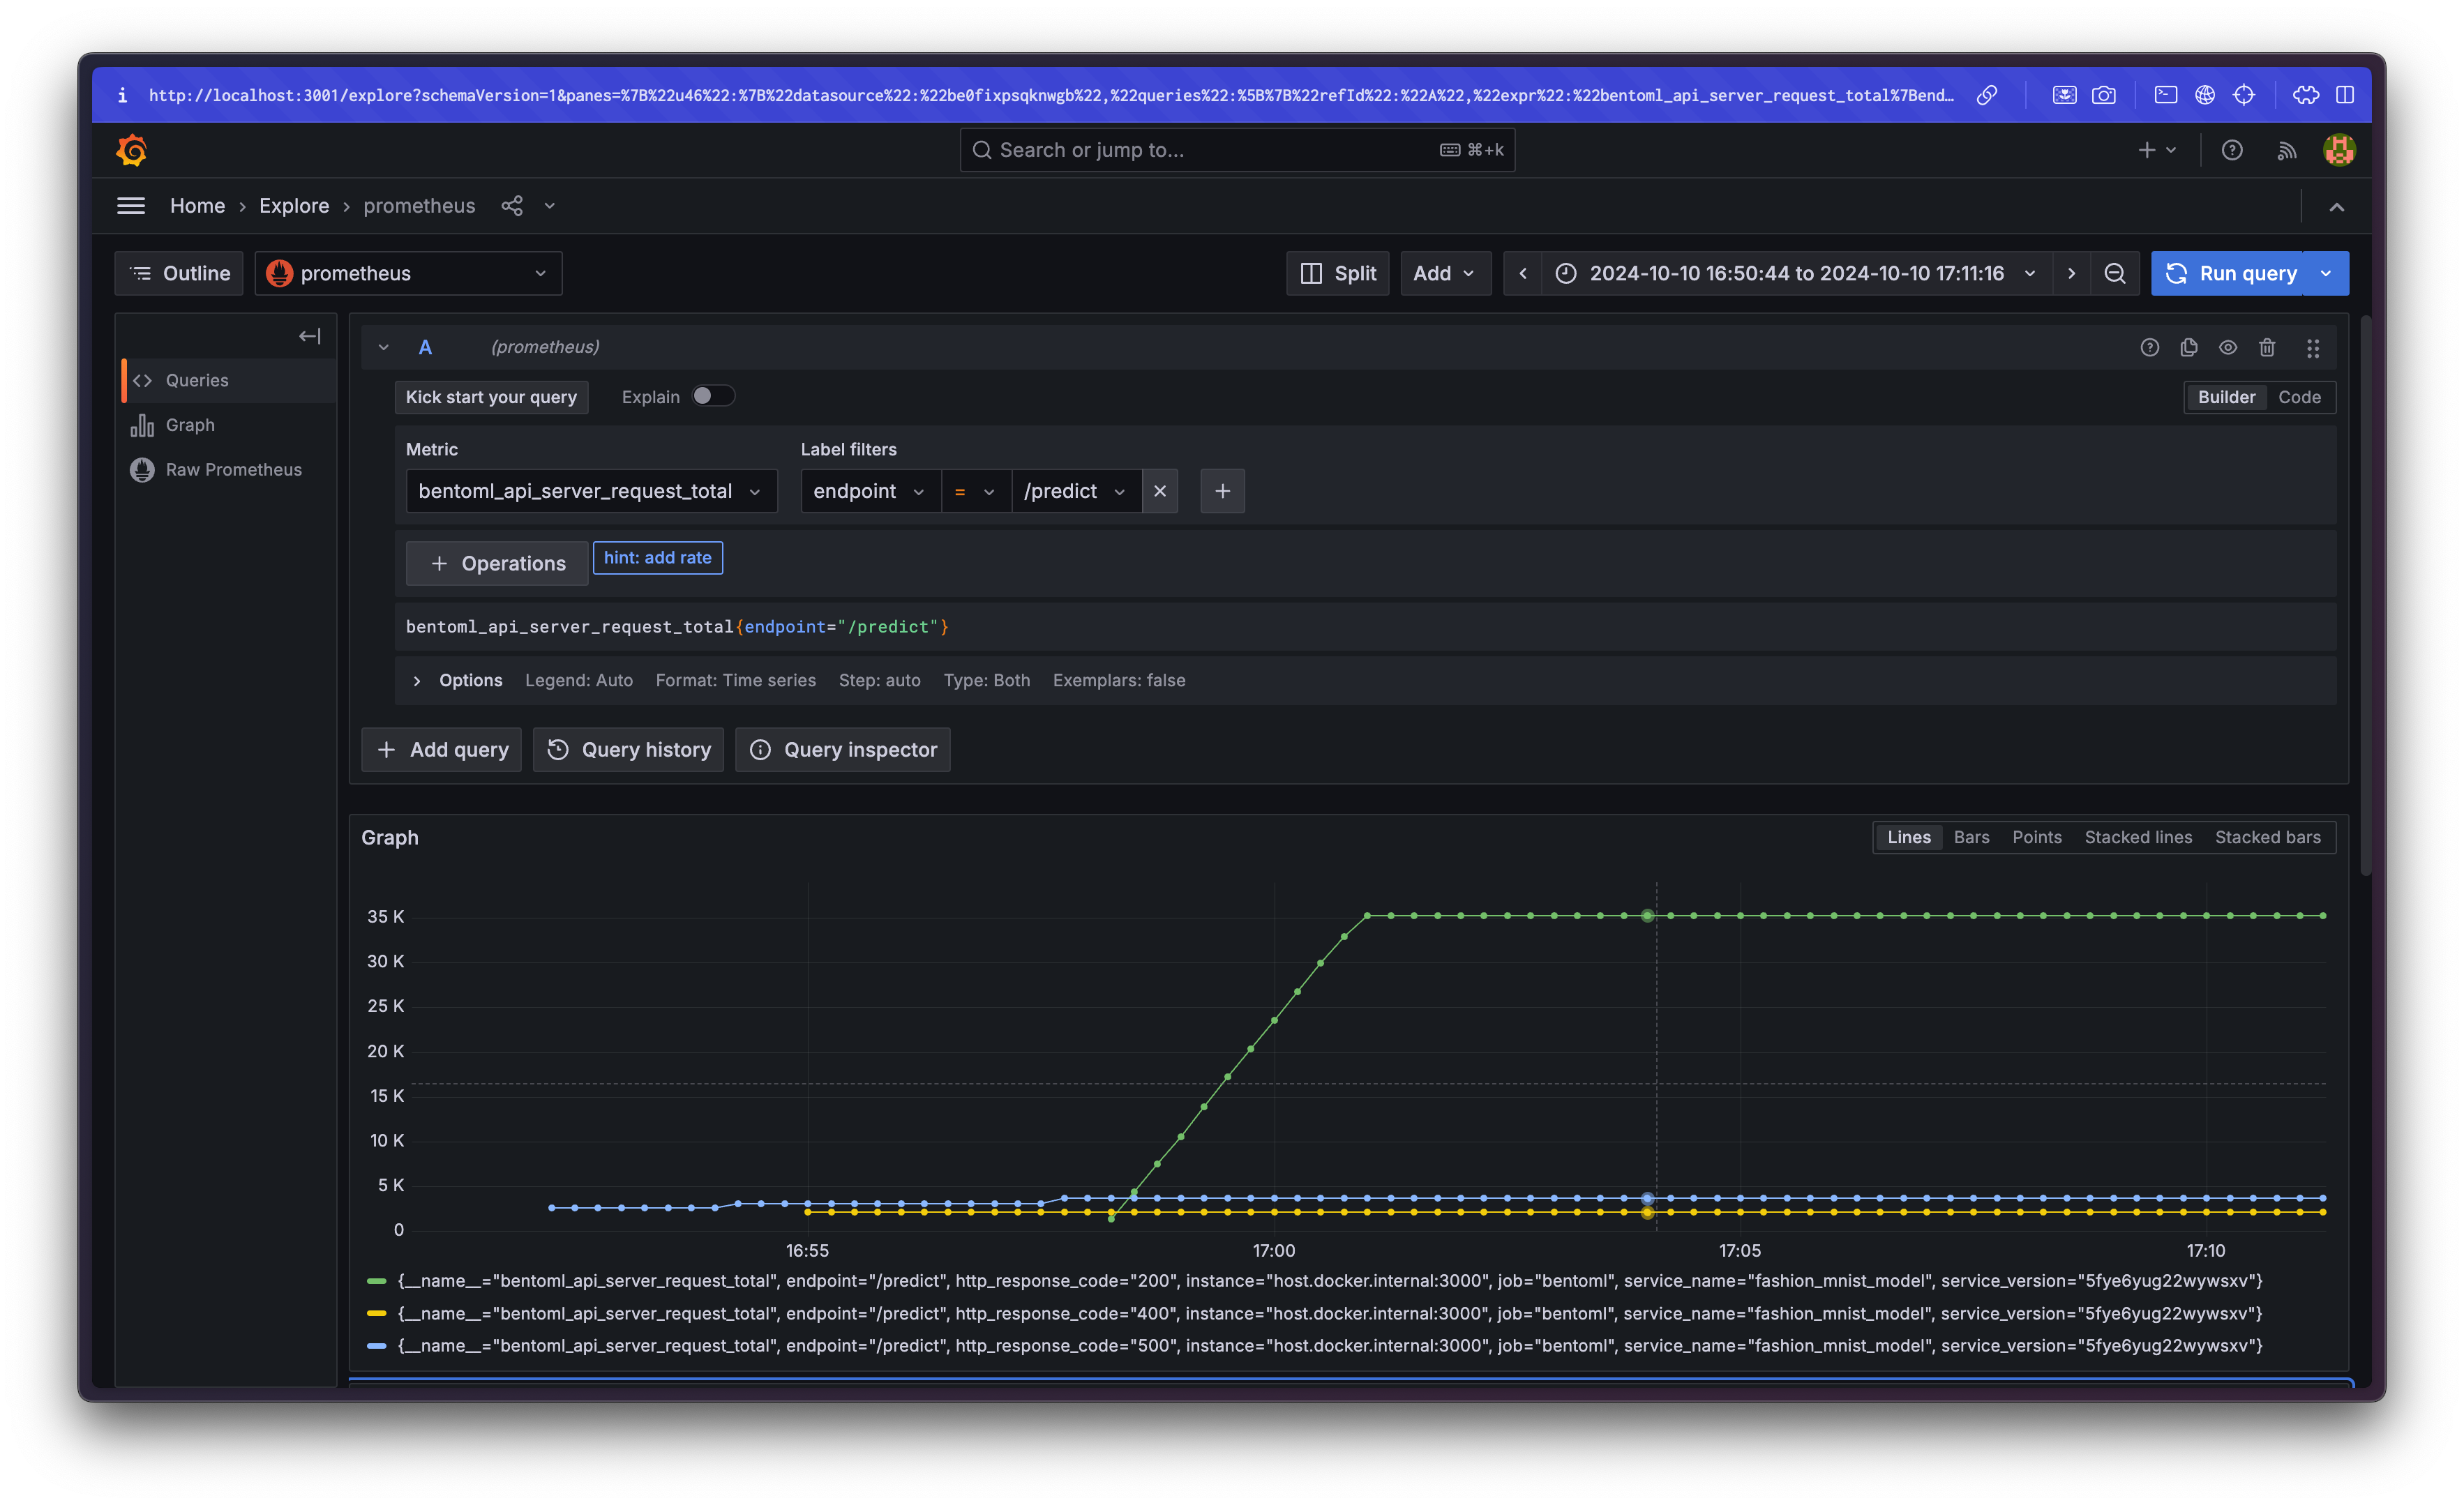 i http://localhost:3001/explore?schemaVersion=1&panes=%7B%22u46%22:%7B%22datasource%22:%22be0fixpsqknwgb%22,%22queries%22:%5B%7B%22refId%22:%22A%22,%22expr%22:%22bentoml_api_server_request_total%7Bend…
Search or jump to... ⌘+k
Home › Explore › prometheus
Outline prometheus Split Add 2024-10-10 16:50:44 to 2024-10-10 17:11:16 Run query
Queries
Graph
Raw Prometheus
A (prometheus)
Kick start your query Explain Builder Code
Metric Label filters
bentoml_api_server_request_total endpoint = /predict
+ Operations hint: add rate
bentoml_api_server_request_total{endpoint="/predict"}
Options Legend: Auto Format: Time series Step: auto Type: Both Exemplars: false
+ Add query Query history Query inspector
Graph Lines Bars Points Stacked lines Stacked bars
35 K
30 K
25 K
20 K
15 K
10 K
5 K
0
16:55 17:00 17:05 17:10
{__name__="bentoml_api_server_request_total", endpoint="/predict", http_response_code="200", instance="host.docker.internal:3000", job="bentoml", service_name="fashion_mnist_model", service_version="5fye6yug22wywsxv"}
{__name__="bentoml_api_server_request_total", endpoint="/predict", http_response_code="400", instance="host.docker.internal:3000", job="bentoml", service_name="fashion_mnist_model", service_version="5fye6yug22wywsxv"}
{__name__="bentoml_api_server_request_total", endpoint="/predict", http_response_code="500", instance="host.docker.internal:3000", job="bentoml", service_name="fashion_mnist_model", service_version="5fye6yug22wywsxv"}